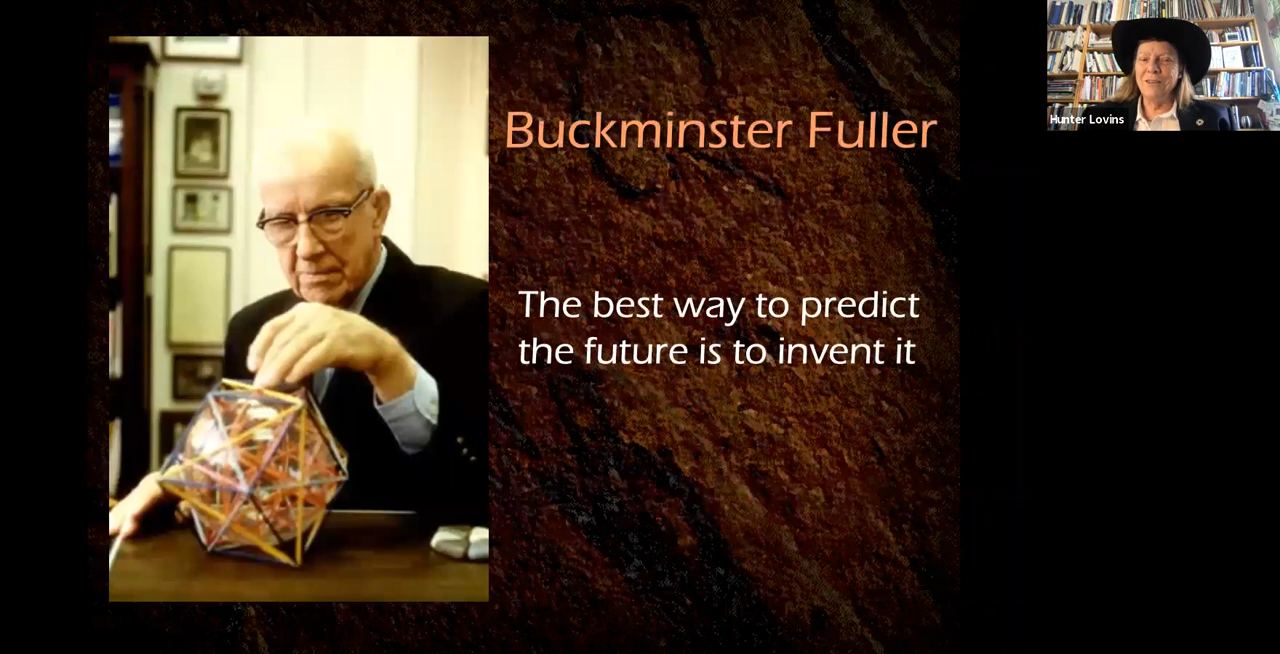 Buckminster Fuller
The best way to predict
the future is to invent it
Hunter Lovins